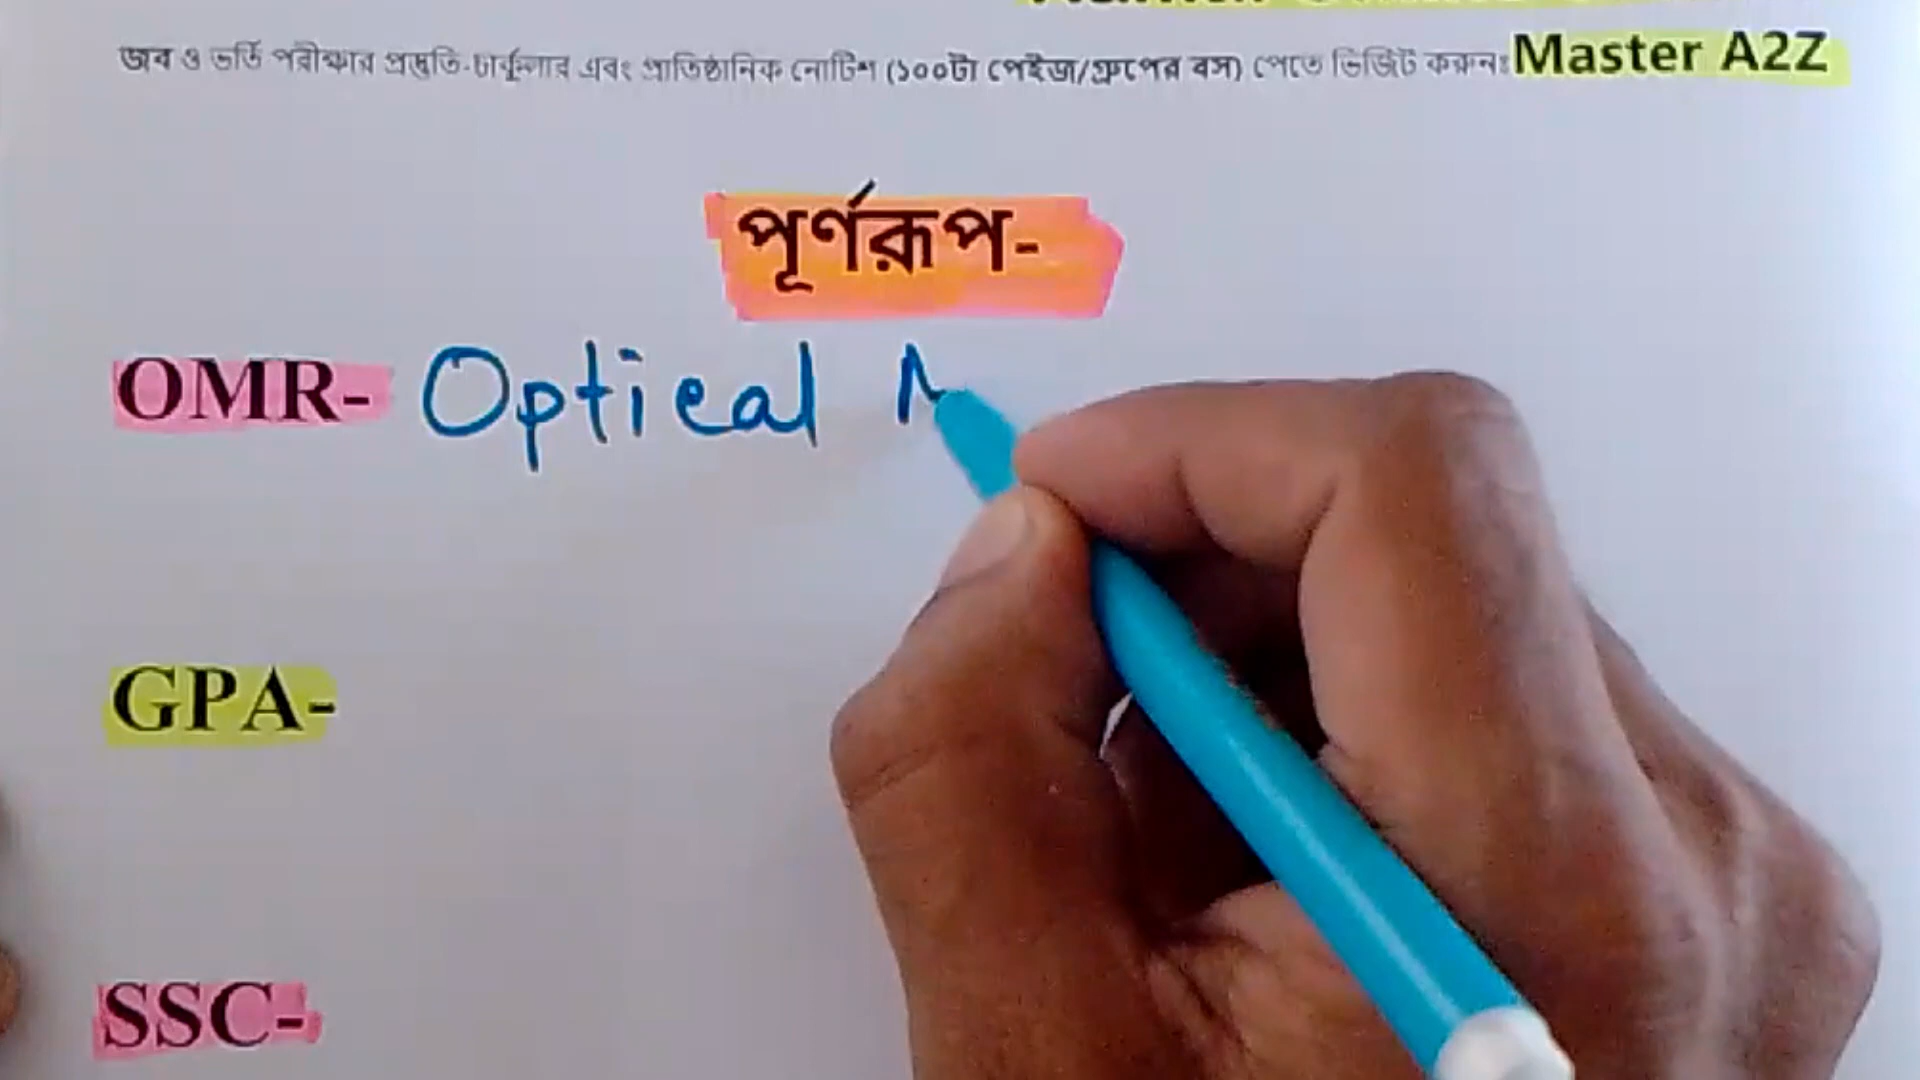 জব ও ভর্তি পরীক্ষার প্রস্তুতি-চার্কুলার এবং প্রাতিষ্ঠানিক নোটিশ (১০০টা পেইজ/গ্রুপের বস) পেতে ভিজিট করুনঃ Master A2Z
পূর্ণরূপ-
OMR- Optical
GPA-
SSC-